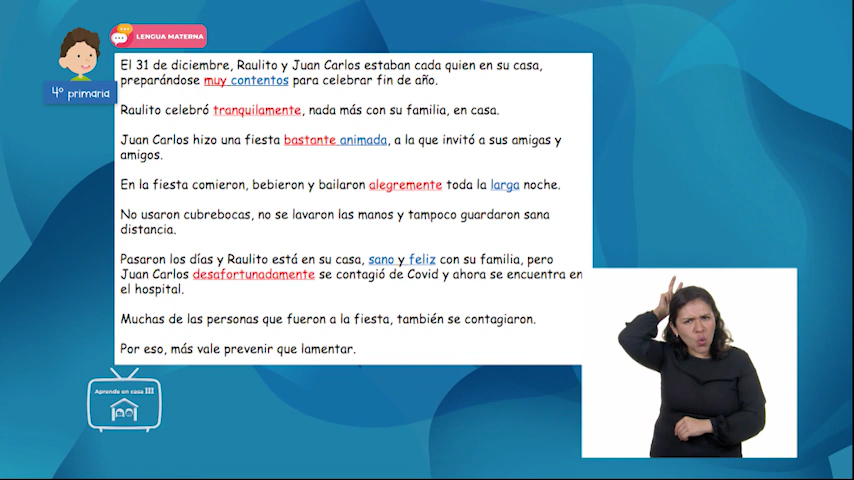 LENGUA MATERNA
4º primaria
El 31 de diciembre, Raulito y Juan Carlos estaban cada quien en su casa,
preparándose muy contentos para celebrar fin de año.
Raulito celebró tranquilamente, nada más con su familia, en casa.
Juan Carlos hizo una fiesta bastante animada, a la que invitó a sus amigas y
amigos.
En la fiesta comieron, bebieron y bailaron alegremente toda la larga noche.
No usaron cubrebocas, no se lavaron las manos y tampoco guardaron sana
distancia.
Pasaron los días y Raulito está en su casa, sano y feliz con su familia, pero
Juan Carlos desafortunadamente se contagió de Covid y ahora se encuentra en
el hospital.
Muchas de las personas que fueron a la fiesta, también se contagiaron.
Por eso, más vale prevenir que lamentar.
Aprende en casa III